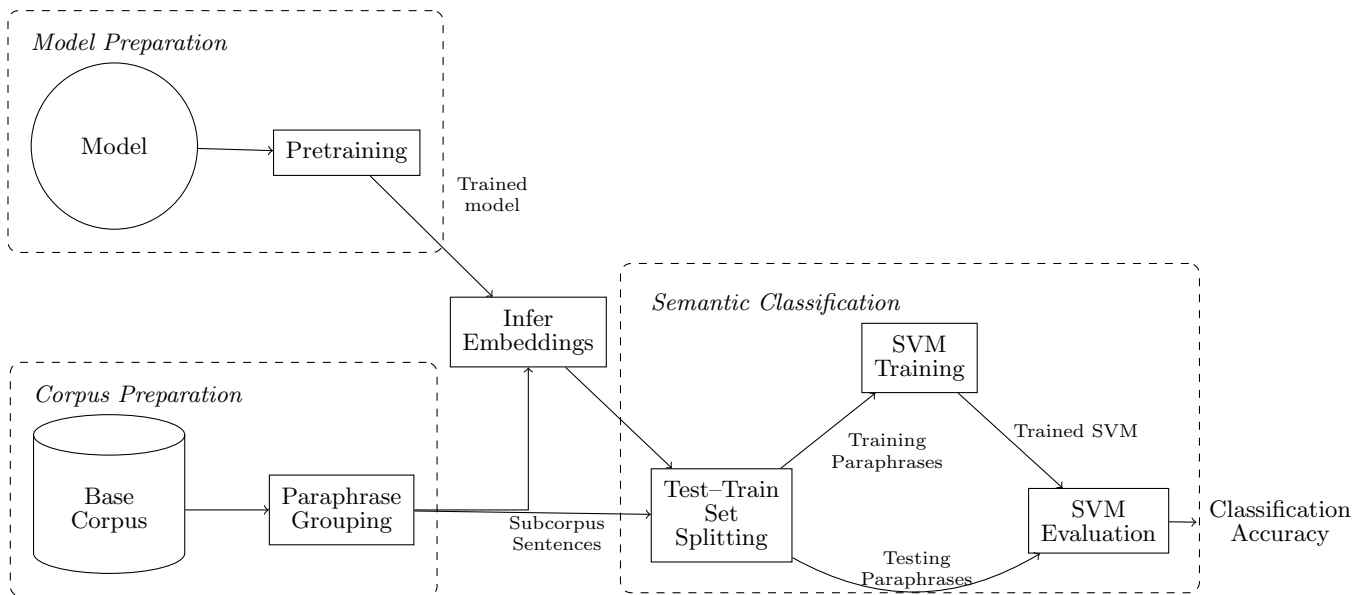 Model Preparation
Model
Pretraining
Trained
model
Infer
Embeddings
Corpus Preparation
Base
Corpus
Paraphrase
Grouping
Subcorpus
Sentences
Semantic Classification
Test–Train
Set
Splitting
SVM
Training
Training
Paraphrases
Trained SVM
Testing
Paraphrases
SVM
Evaluation
Classification
Accuracy